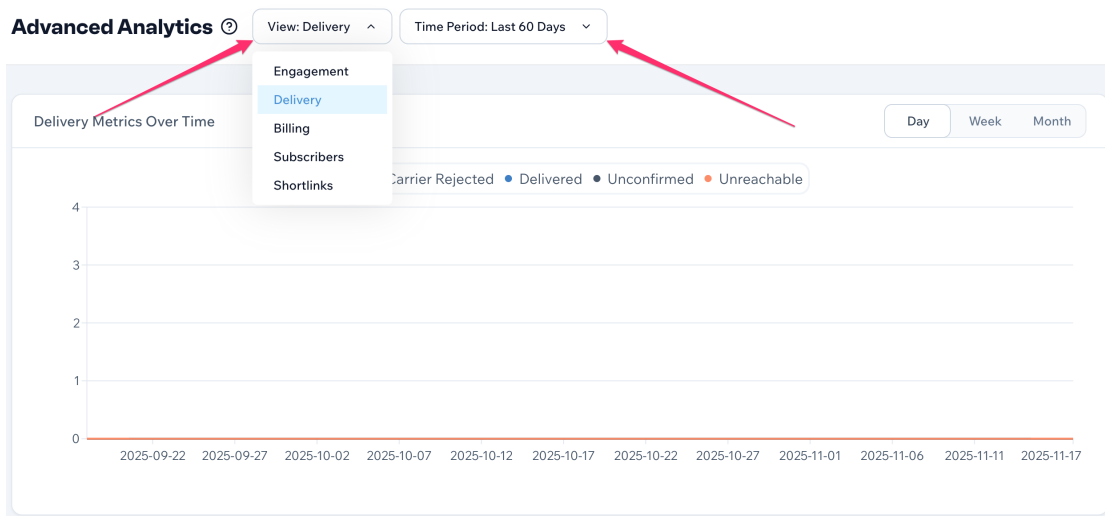 Advanced Analytics ?
View: Delivery
Time Period: Last 60 Days
Engagement
Delivery
Billing
Subscribers
Shortlinks
Delivery Metrics Over Time
Day Week Month
Carrier Rejected Delivered Unconfirmed Unreachable
4
3
2
1
0
2025-09-22 2025-09-27 2025-10-02 2025-10-07 2025-10-12 2025-10-17 2025-10-22 2025-10-27 2025-11-01 2025-11-06 2025-11-11 2025-11-17